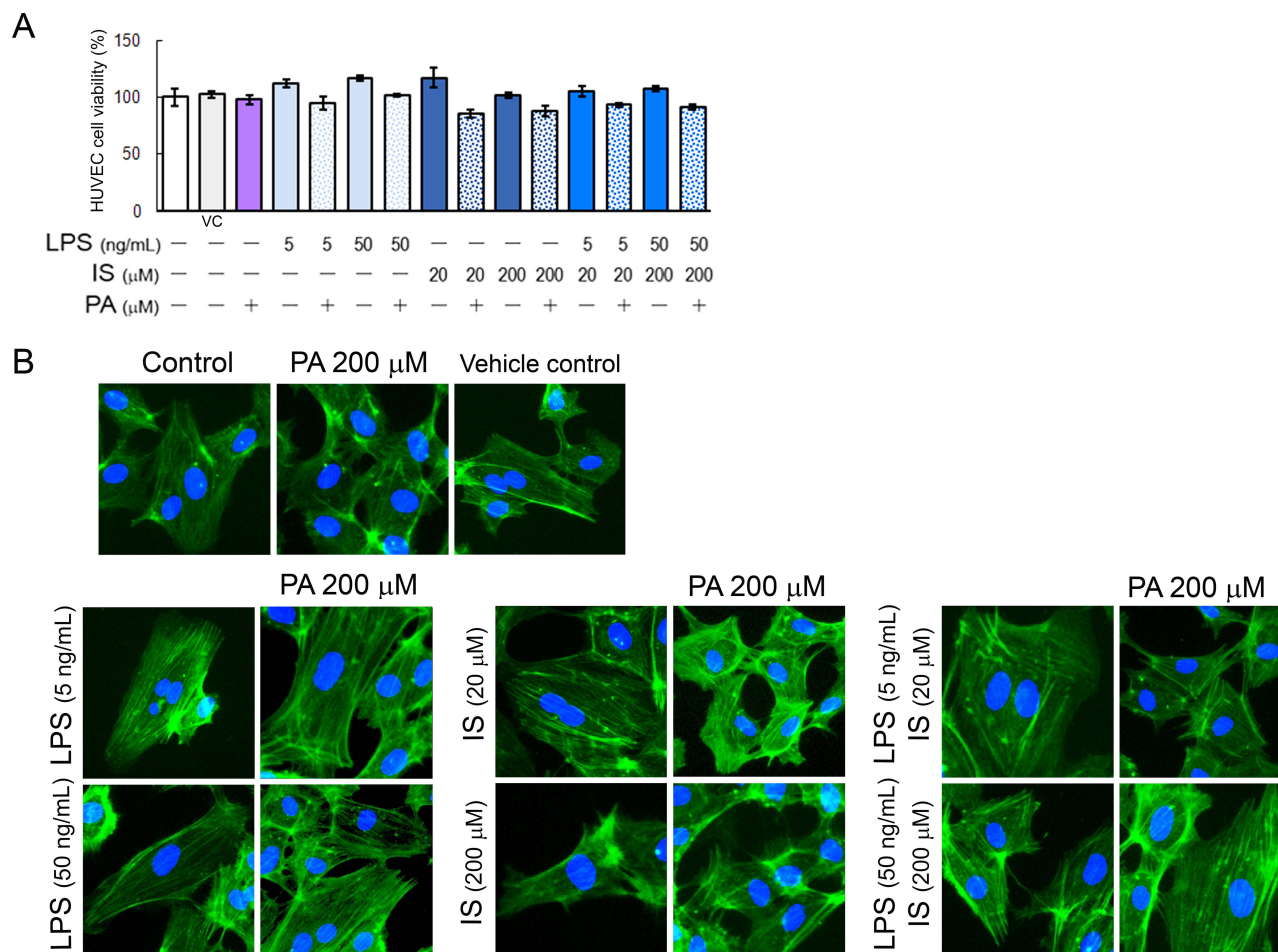 A
HUVEC cell viability (%)
150
100
50
0
VC
LPS (ng/mL) — — — 5 5 50 50 — — — — 5 5 50 50
IS (µM) — — — — — — — 20 20 200 200 20 20 200 200
PA (µM) — — + — + — + — + — + — + — +
B
Control PA 200 µM Vehicle control
PA 200 µM PA 200 µM PA 200 µM
LPS (5 ng/mL) IS (20 µM) LPS (5 ng/mL)
IS (20 µM)
LPS (50 ng/mL) IS (200 µM) LPS (50 ng/mL)
IS (200 µM)